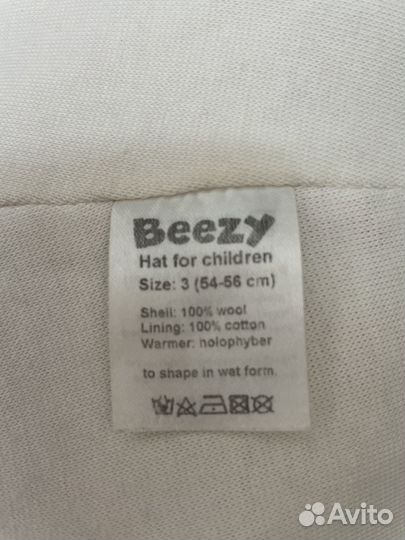 Beezy
Hat for children
Size: 3 (54-56 cm)
Shell: 100% wool
Lining: 100% cotton
Warmer: holophyber
to shape in wet form.
Avito